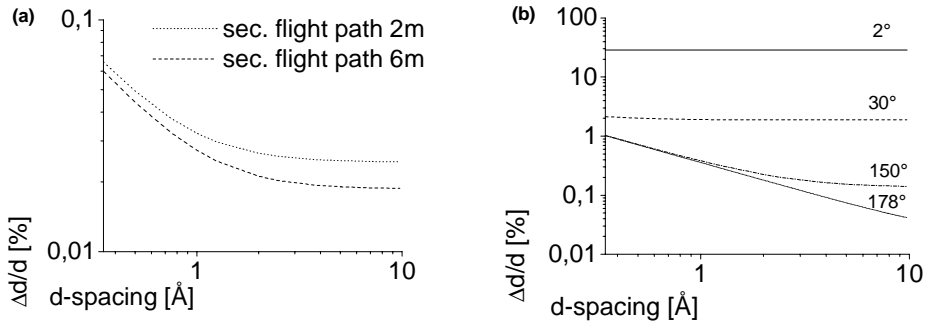 (a)
0,1
sec. flight path 2m
sec. flight path 6m
0,01
Δd/d [%]
1
10
d-spacing [Å]
(b)
100
10
1
0,1
0,01
2°
30°
150°
178°
Δd/d [%]
1
10
d-spacing [Å]